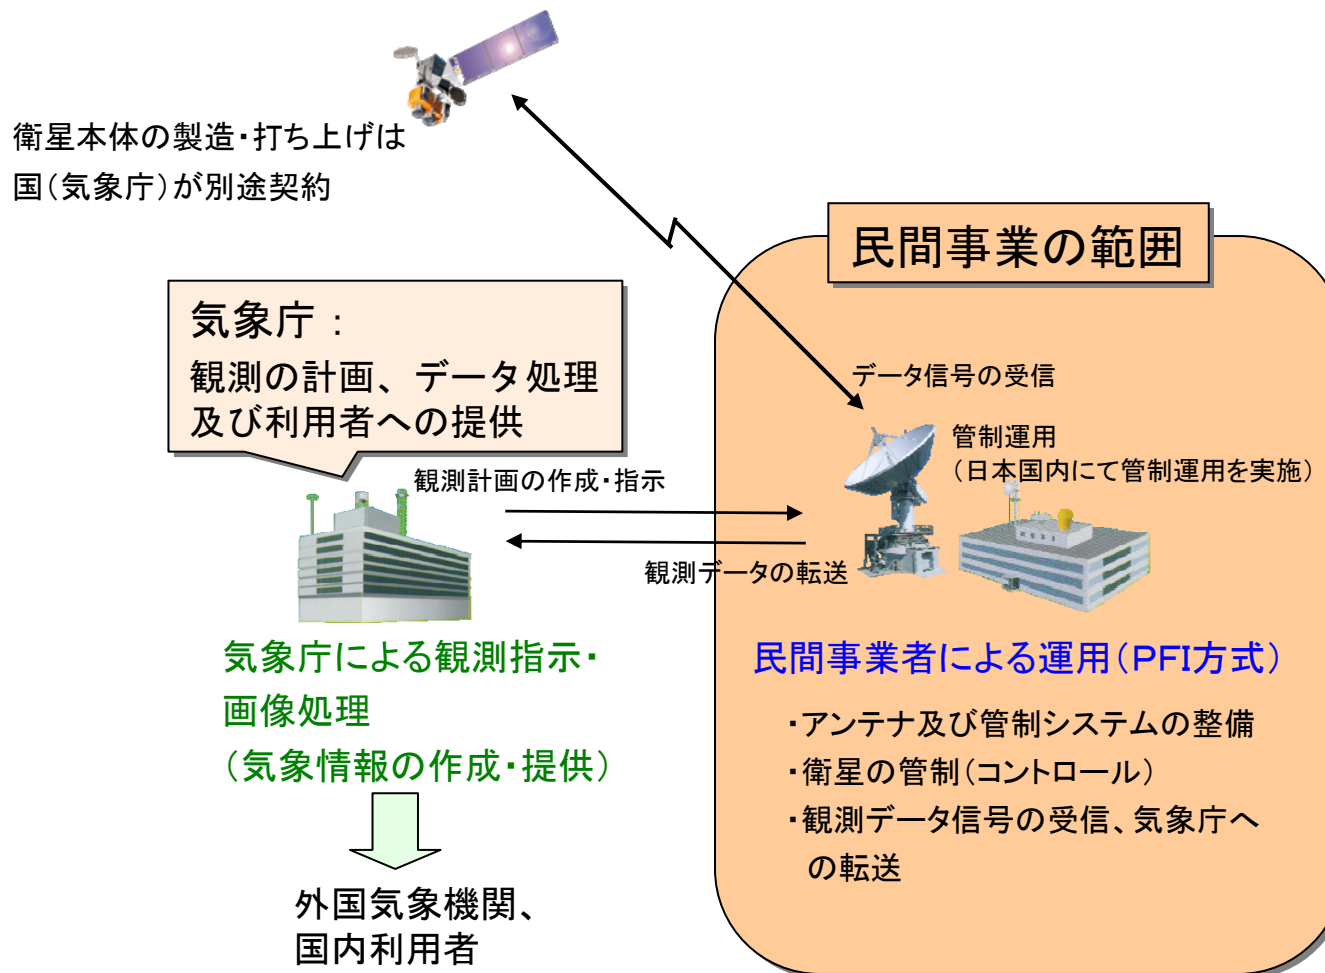 衛星本体の製造・打ち上げは
国（気象庁）が別途契約
民間事業の範囲
気象庁：
観測の計画、データ処理
及び利用者への提供
データ信号の受信
管制運用
（日本国内にて管制運用を実施）
観測計画の作成・指示
観測データの転送
気象庁による観測指示・
画像処理
（気象情報の作成・提供）
外国気象機関、
国内利用者
民間事業者による運用（PFI方式）
・アンテナ及び管制システムの整備
・衛星の管制（コントロール）
・観測データ信号の受信、気象庁へ
の転送